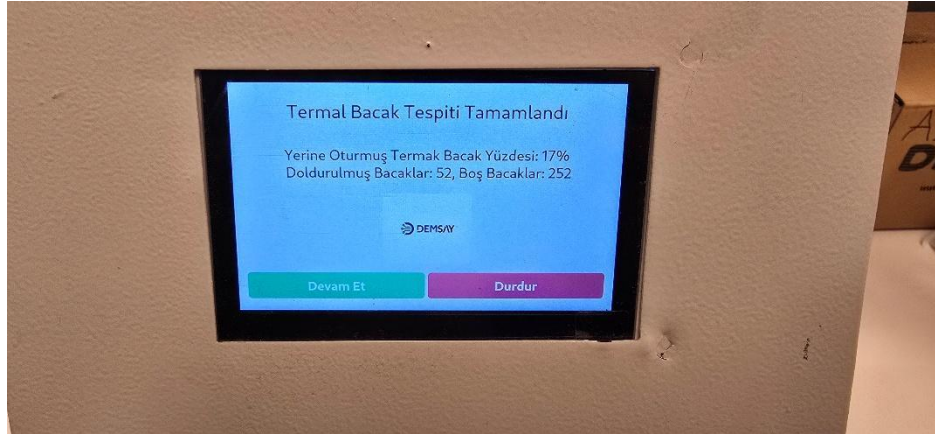 Termal Bacak Tespiti Tamamlandı
Yerine Oturmuş Termak Bacak Yüzdesi: 17%
Doldurulmuş Bacaklar: 52, Boş Bacaklar: 252
DEMSAY
Devam Et
Durdur